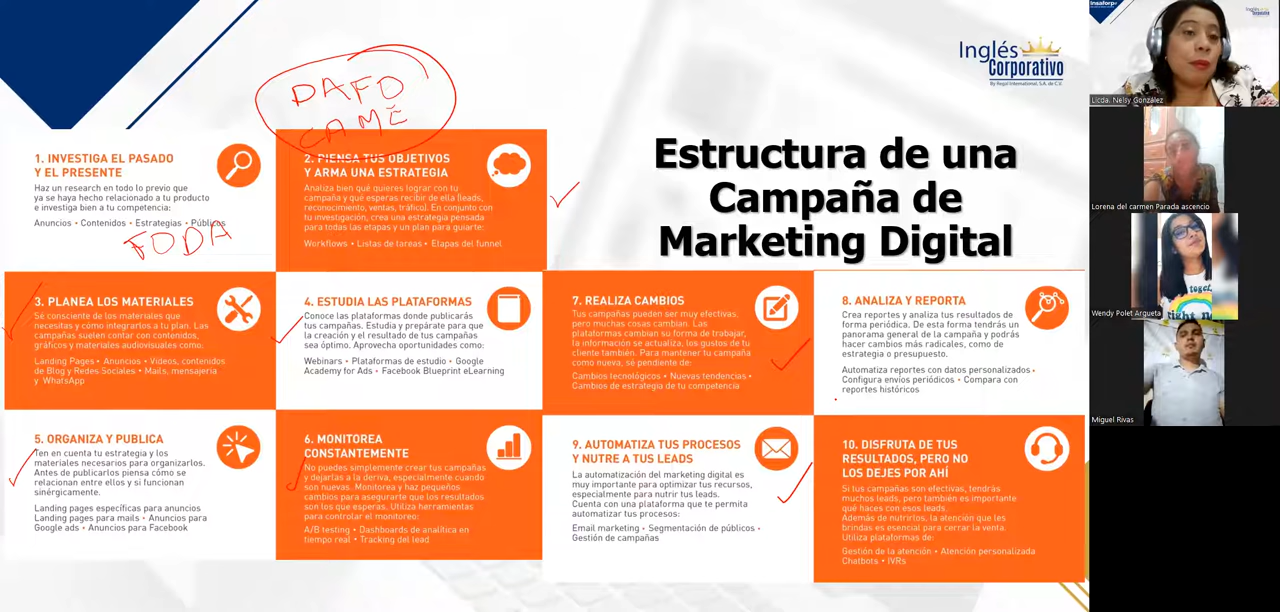 Inglés
Corporativo
By Regal International, S.A. de C.V.
DAFO
CAME
Estructura de una
Campaña de
Marketing Digital
1. INVESTIGA EL PASADO
Y EL PRESENTE
Haz un research en todo lo previo que
ya se haya hecho relacionado a tu producto
e investiga bien a tu competencia:
Anuncios • Contenidos • Estrategias • Públicos
FODA
2. PIENSA TUS OBJETIVOS
Y ARMA UNA ESTRATEGIA
Analiza bien qué quieres lograr con tu
campaña y qué esperas recibir de ella (leads,
reconocimiento, ventas, tráfico). En conjunto con
tu investigación, crea una estrategia pensada
para todas las etapas y un plan para guiarte:
Workflows • Listas de tareas • Etapas del funnel
3. PLANEA LOS MATERIALES
Sé consciente de los materiales que
necesitas y cómo integrarlos a tu plan. Las
campañas suelen contar con contenidos,
gráficos y materiales audiovisuales como:
Landing Pages • Anuncios • Videos, contenidos
de Blog y Redes Sociales • Mails, mensajería
y WhatsApp
4. ESTUDIA LAS PLATAFORMAS
Conoce las plataformas donde publicarás
tus campañas. Estudia y prepárate para que
la creación y el resultado de tus campañas
sea óptimo. Aprovecha oportunidades como:
Webinars • Plataformas de estudio • Google
Academy for Ads • Facebook Blueprint eLearning
7. REALIZA CAMBIOS
Tus campañas pueden ser muy efectivas,
pero muchas cosas cambian. Las
plataformas cambian su forma de trabajar,
la información se actualiza, los gustos de tu
cliente también. Para mantener tu campaña
como nueva, sé pendiente de:
Cambios tecnológicos • Nuevas tendencias •
Cambios de estrategia de tu competencia
8. ANALIZA Y REPORTA
Crea reportes y analiza tus resultados de
forma periódica. De esta forma tendrás un
panorama general de la campaña y podrás
hacer cambios más radicales, como de
estrategia o presupuesto.
Automatiza reportes con datos personalizados •
Configura envíos periódicos • Compara con
reportes históricos
5. ORGANIZA Y PUBLICA
Ten en cuenta tu estrategia y los
materiales necesarios para organizarlos.
Antes de publicarlos piensa cómo se
relacionan entre ellos y si funcionan
sinérgicamente.
Landing pages específicas para anuncios
Landing pages para mails • Anuncios para
Google ads • Anuncios para Facebook
6. MONITOREA
CONSTANTEMENTE
No puedes simplemente crear tus campañas
y dejartas a la deriva, especialmente cuando
son nuevas. Monitorea y haz pequeños
cambios para asegurarte que los resultados
son los que esperas. Utiliza herramientas
para controlar el monitoreo:
A/B testing • Dashboards de analítica en
tiempo real • Tracking del lead
9. AUTOMATIZA TUS PROCESOS
Y NUTRE A TUS LEADS
La automatización del marketing digital es
muy importante para optimizar tus recursos,
especialmente para nutrir tus leads.
Cuenta con una plataforma que te permita
automatizar tus procesos:
Email marketing • Segmentación de públicos •
Gestión de campañas
10. DISFRUTA DE TUS
RESULTADOS, PERO NO
LOS DEJES POR AHÍ
Si tus campañas son efectivas, tendrás
muchos leads, pero también es importante
qué haces con esos leads.
Además de nutrirlos, la atención que les
brindas es esencial para cerrar la venta.
Utiliza plataformas de:
Gestión de la atención • Atención personalizada
Chatbots • IVRs
Insaforp
Licda. Nelsy González
Lorena del carmen Parada ascencio
Wendy Polet Argueta
Miguel Rivas